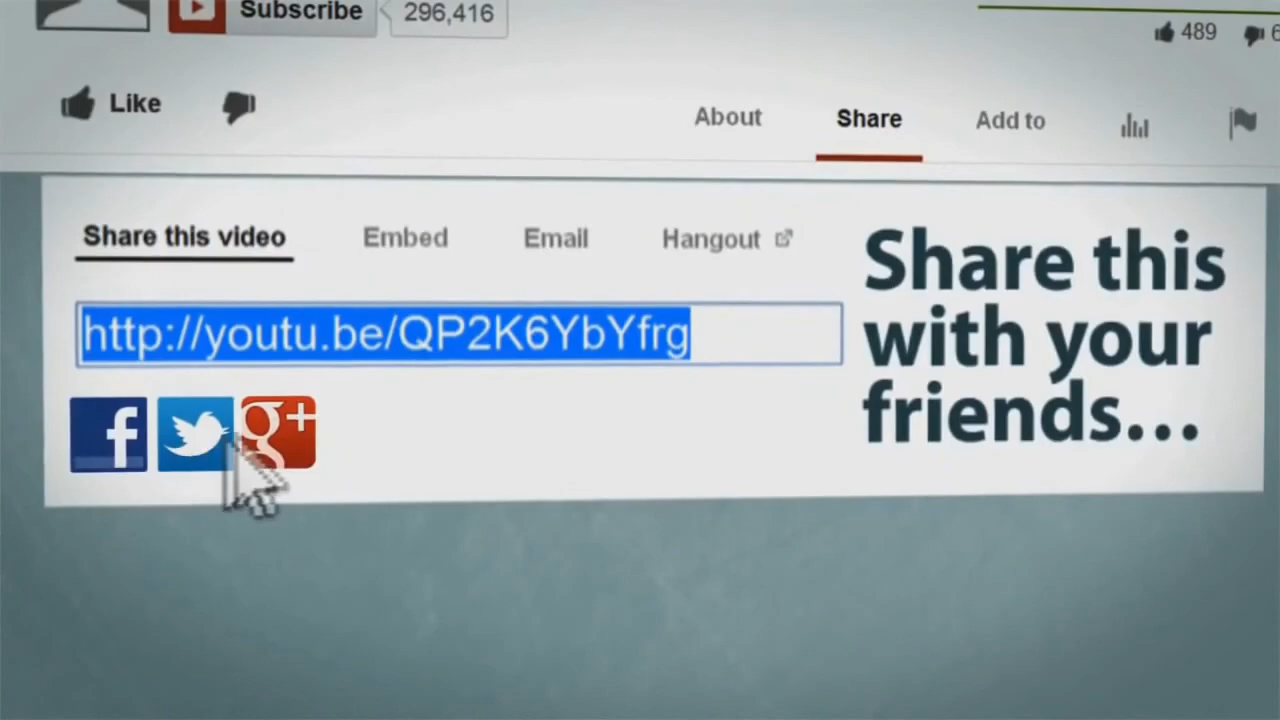 Subscribe 296,416
489
Like
About Share Add to
Share this video Embed Email Hangout
http://youtu.be/QP2K6YbYfrg
f g+
Share this
with your
friends...